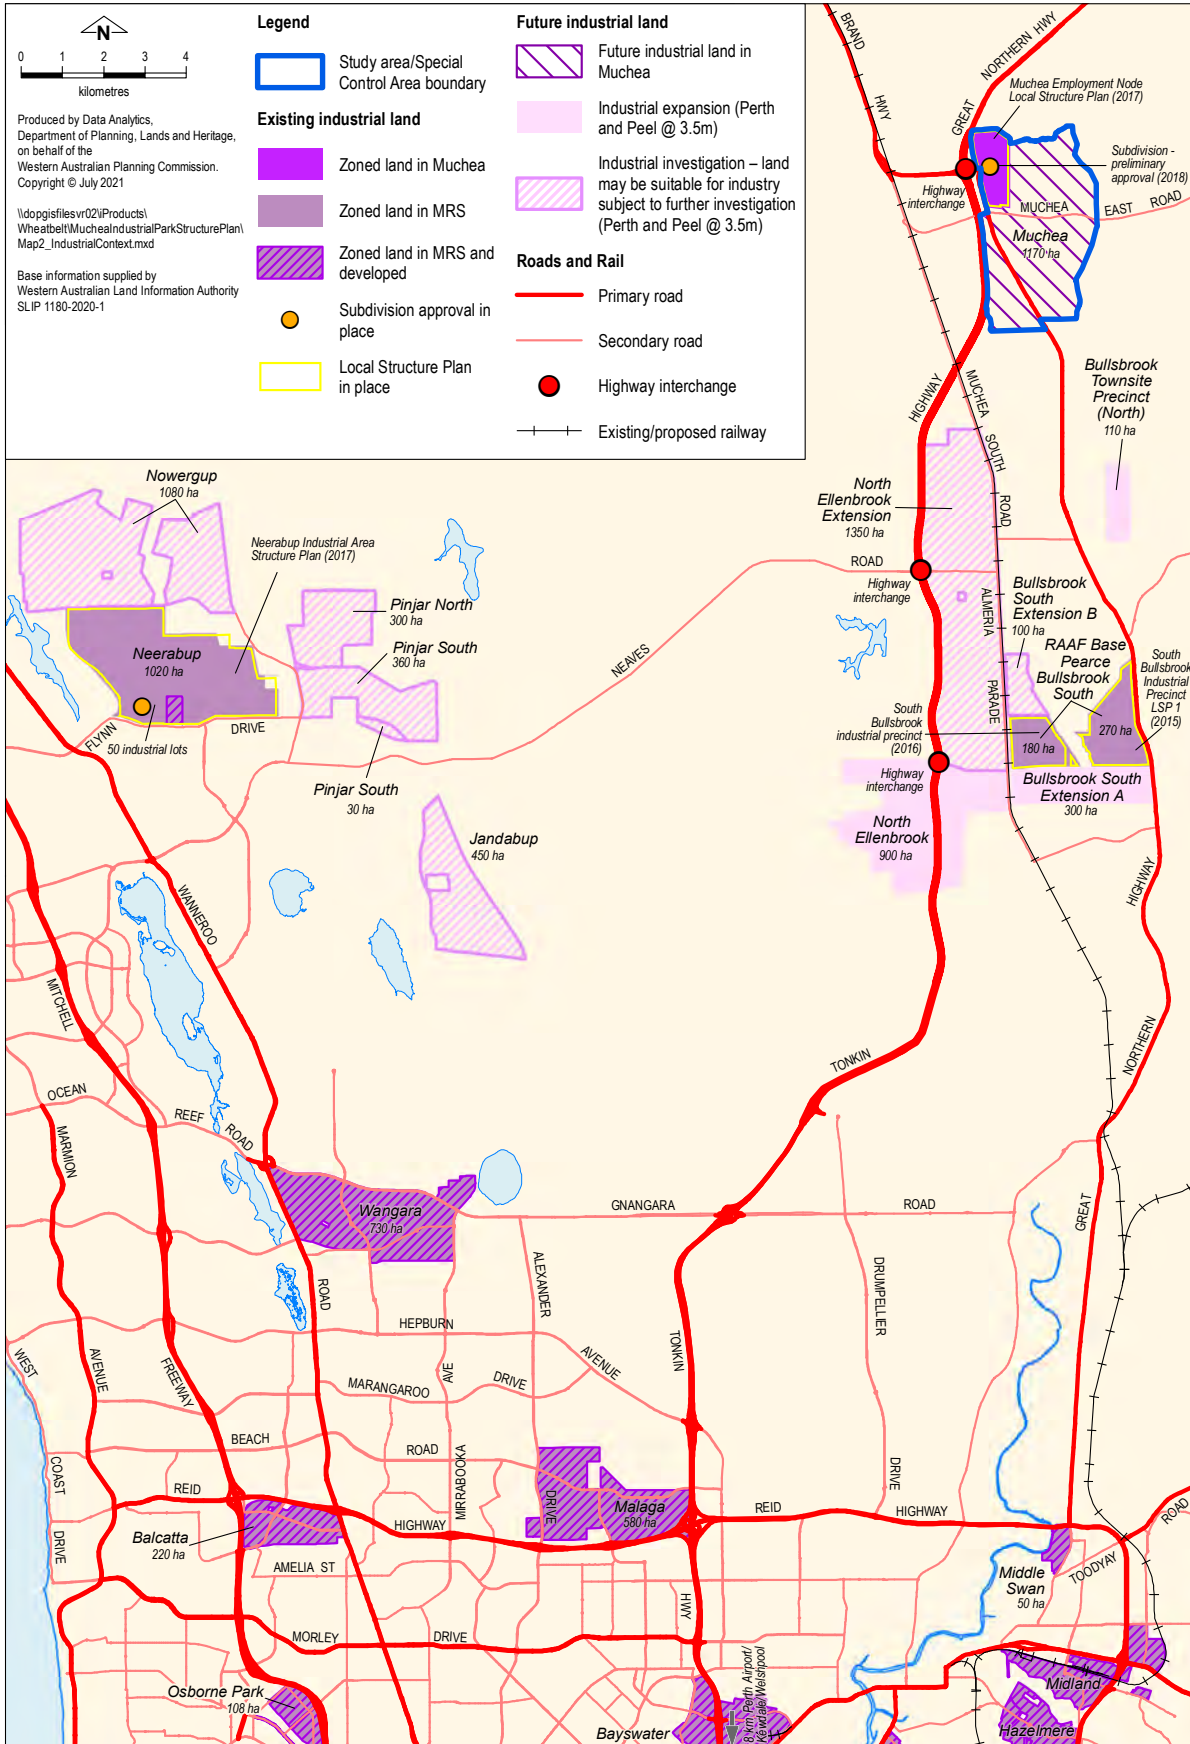 N
0 1 2 3 4
kilometres
Produced by Data Analytics,
Department of Planning, Lands and Heritage,
on behalf of the
Western Australian Planning Commission.
Copyright © July 2021
\\dopgisfilesvr02\iProducts\
Wheatbelt\MucheaIndustrialParkStructurePlan\
Map2_IndustrialContext.mxd
Base information supplied by
Western Australian Land Information Authority
SLIP 1180-2020-1
Legend
Study area/Special
Control Area boundary
Existing industrial land
Zoned land in Muchea
Zoned land in MRS
Zoned land in MRS and
developed
Subdivision approval in
place
Local Structure Plan
in place
Future industrial land
Future industrial land in
Muchea
Industrial expansion (Perth
and Peel @ 3.5m)
Industrial investigation – land
may be suitable for industry
subject to further investigation
(Perth and Peel @ 3.5m)
Roads and Rail
Primary road
Secondary road
Highway interchange
Existing/proposed railway
BRAND
HWY
GREAT
NORTHERN HWY
Muchea Employment Node
Local Structure Plan (2017)
Subdivision -
preliminary
approval (2018)
Highway
interchange
MUCHEA
EAST
ROAD
Muchea
1170 ha
HIGHWAY
MUCHEA
SOUTH
ROAD
Bullsbrook
Townsite
Precinct
(North)
110 ha
North
Ellenbrook
Extension
1350 ha
ROAD
Highway
interchange
ALMERIA
PARADE
Bullsbrook
South
Extension B
100 ha
RAAF Base
Pearce
Bullsbrook
South
South
Bullsbrook
Industrial
Precinct
LSP 1
(2015)
270 ha
180 ha
South
Bullsbrook
industrial precinct
(2016)
Highway
interchange
Bullsbrook South
Extension A
300 ha
North
Ellenbrook
900 ha
HIGHWAY
NORTHERN
GREAT
Nowergup
1080 ha
Neerabup Industrial Area
Structure Plan (2017)
Pinjar North
300 ha
Pinjar South
360 ha
Neerabup
1020 ha
50 industrial lots
FLYNN
DRIVE
NEAVES
Pinjar South
30 ha
Jandabup
450 ha
WANNEROO
MITCHELL
OCEAN
REEF
ROAD
MARMION
TONKIN
Wangara
730 ha
GNANGARA
ROAD
ROAD
ALEXANDER
DRUMPELLIER
HEPBURN
AVENUE
TONKIN
WEST
AVENUE
FREEWAY
MARANGAROO
DRIVE
AVE
BEACH
ROAD
MIRRABOOKA
COAST
DRIVE
REID
HIGHWAY
DRIVE
Malaga
580 ha
REID
HIGHWAY
DRIVE
ROAD
TOODYAY
Balcatta
220 ha
AMELIA ST
Middle
Swan
50 ha
HWY
MORLEY
DRIVE
Osborne Park
108 ha
Bayswater
8 Km Perth Airport/
Kewdale/Welshpool
Midland
Hazelmere